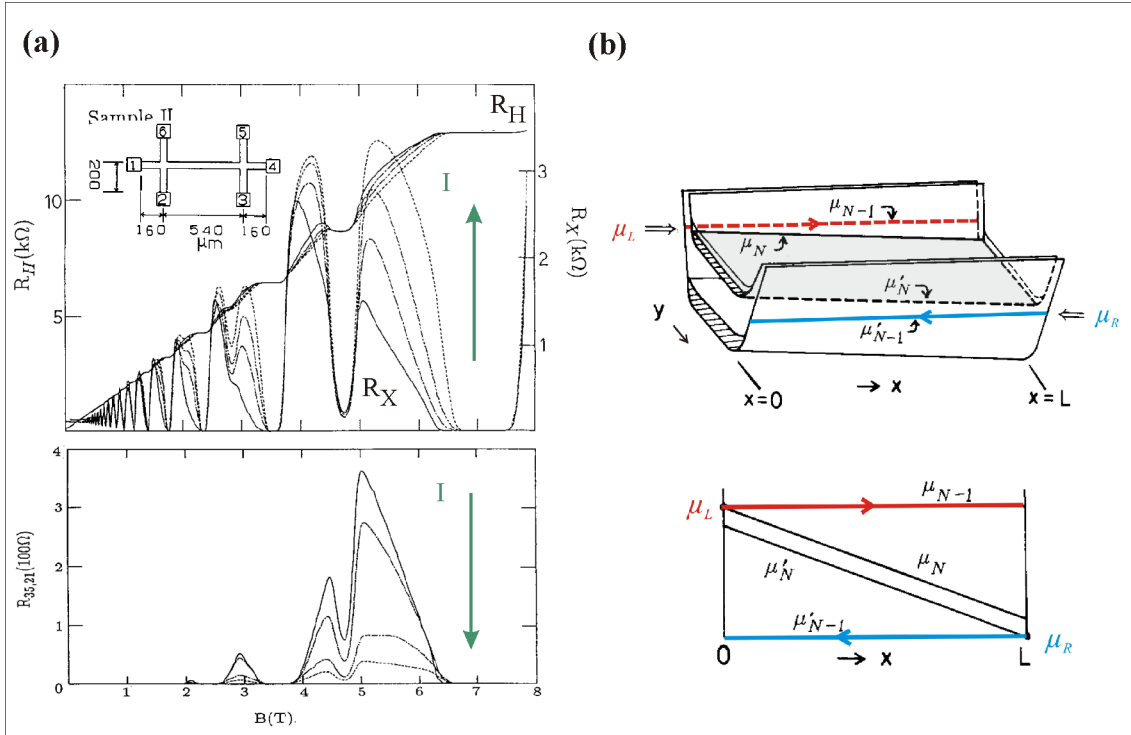 (a)
Sample II
6
5
1
4
2
3
200
160
540
160
μm
R_H
R_X
I
10
5
R_H(kΩ)
3
2
1
R_X(kΩ)
4
3
2
1
0
R₃₅,₂₁(100Ω)
I
1
2
3
4
5
6
7
8
B(T).
(b)
μ_L ⇒
μ_N-1
μ_N
μ'_N
μ'_N-1
⇐ μ_R
y
x=0
→ x
x=L
μ_L
μ_N-1
μ_N
μ'_N
μ'_N-1
μ_R
0
→ x
L